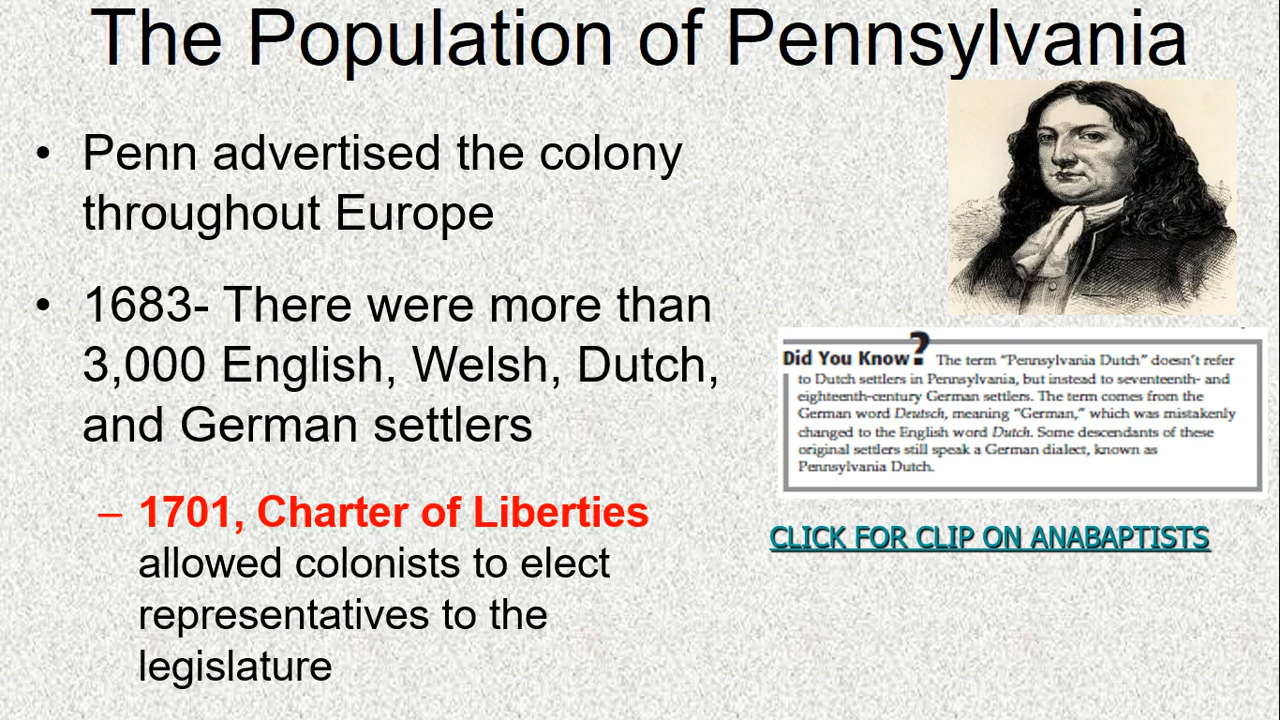 The Population of Pennsylvania
• Penn advertised the colony
throughout Europe
• 1683- There were more than
3,000 English, Welsh, Dutch,
and German settlers
– 1701, Charter of Liberties
allowed colonists to elect
representatives to the
legislature
Did You Know? The term “Pennsylvania Dutch” doesn’t refer
to Dutch settlers in Pennsylvania, but instead to seventeenth- and
eighteenth-century German settlers. The term comes from the
German word Deutsch, meaning “German,” which was mistakenly
changed to the English word Dutch. Some descendants of these
original settlers still speak a German dialect, known as
Pennsylvania Dutch.
CLICK FOR CLIP ON ANABAPTISTS